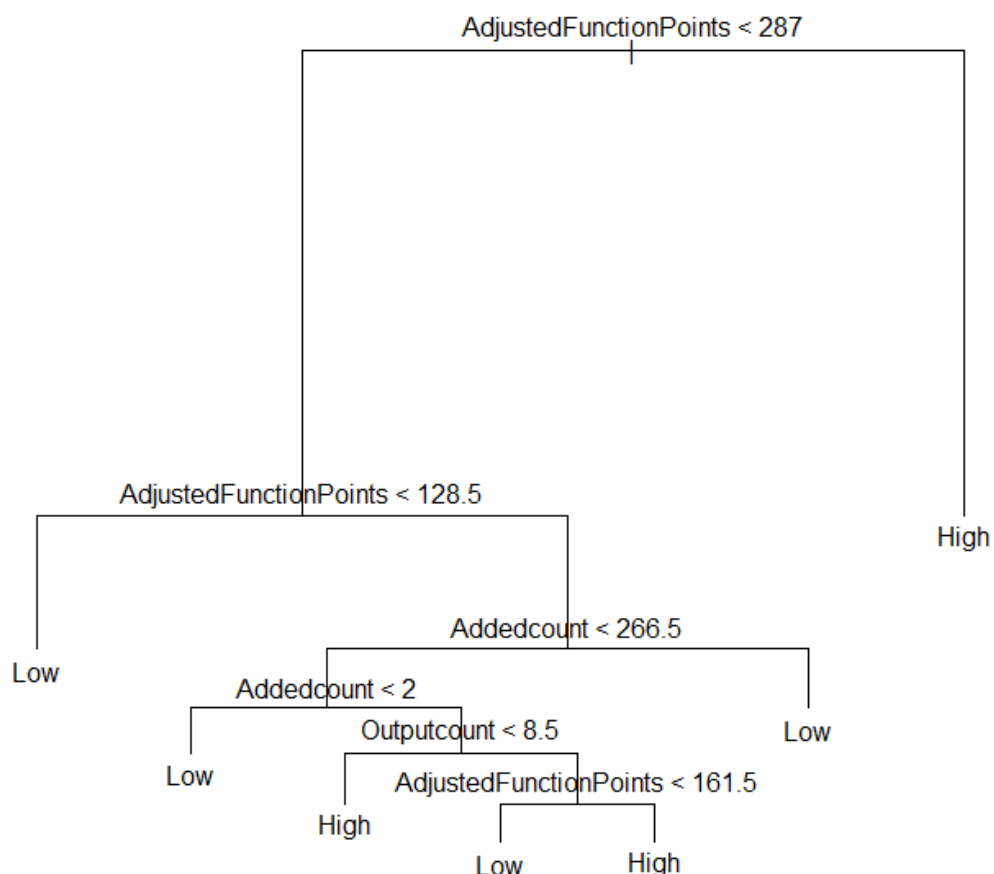 AdjustedFunctionPoints < 287
AdjustedFunctionPoints < 128.5
High
Addedcount < 266.5
Low
Addedcount < 2
Outputcount < 8.5
Low
Low
AdjustedFunctionPoints < 161.5
High
Low
High